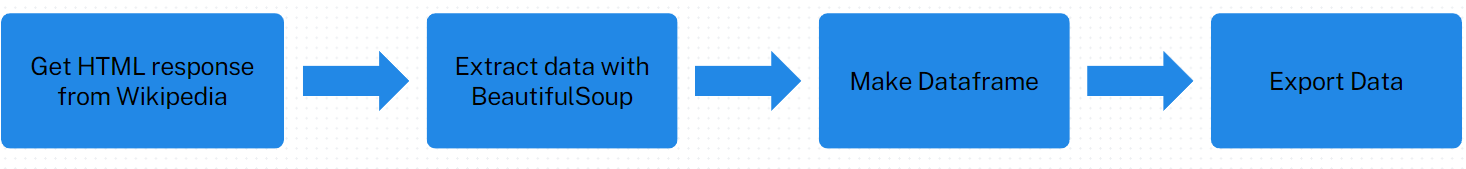 Get HTML response
from Wikipedia
Extract data with
BeautifulSoup
Make Dataframe
Export Data